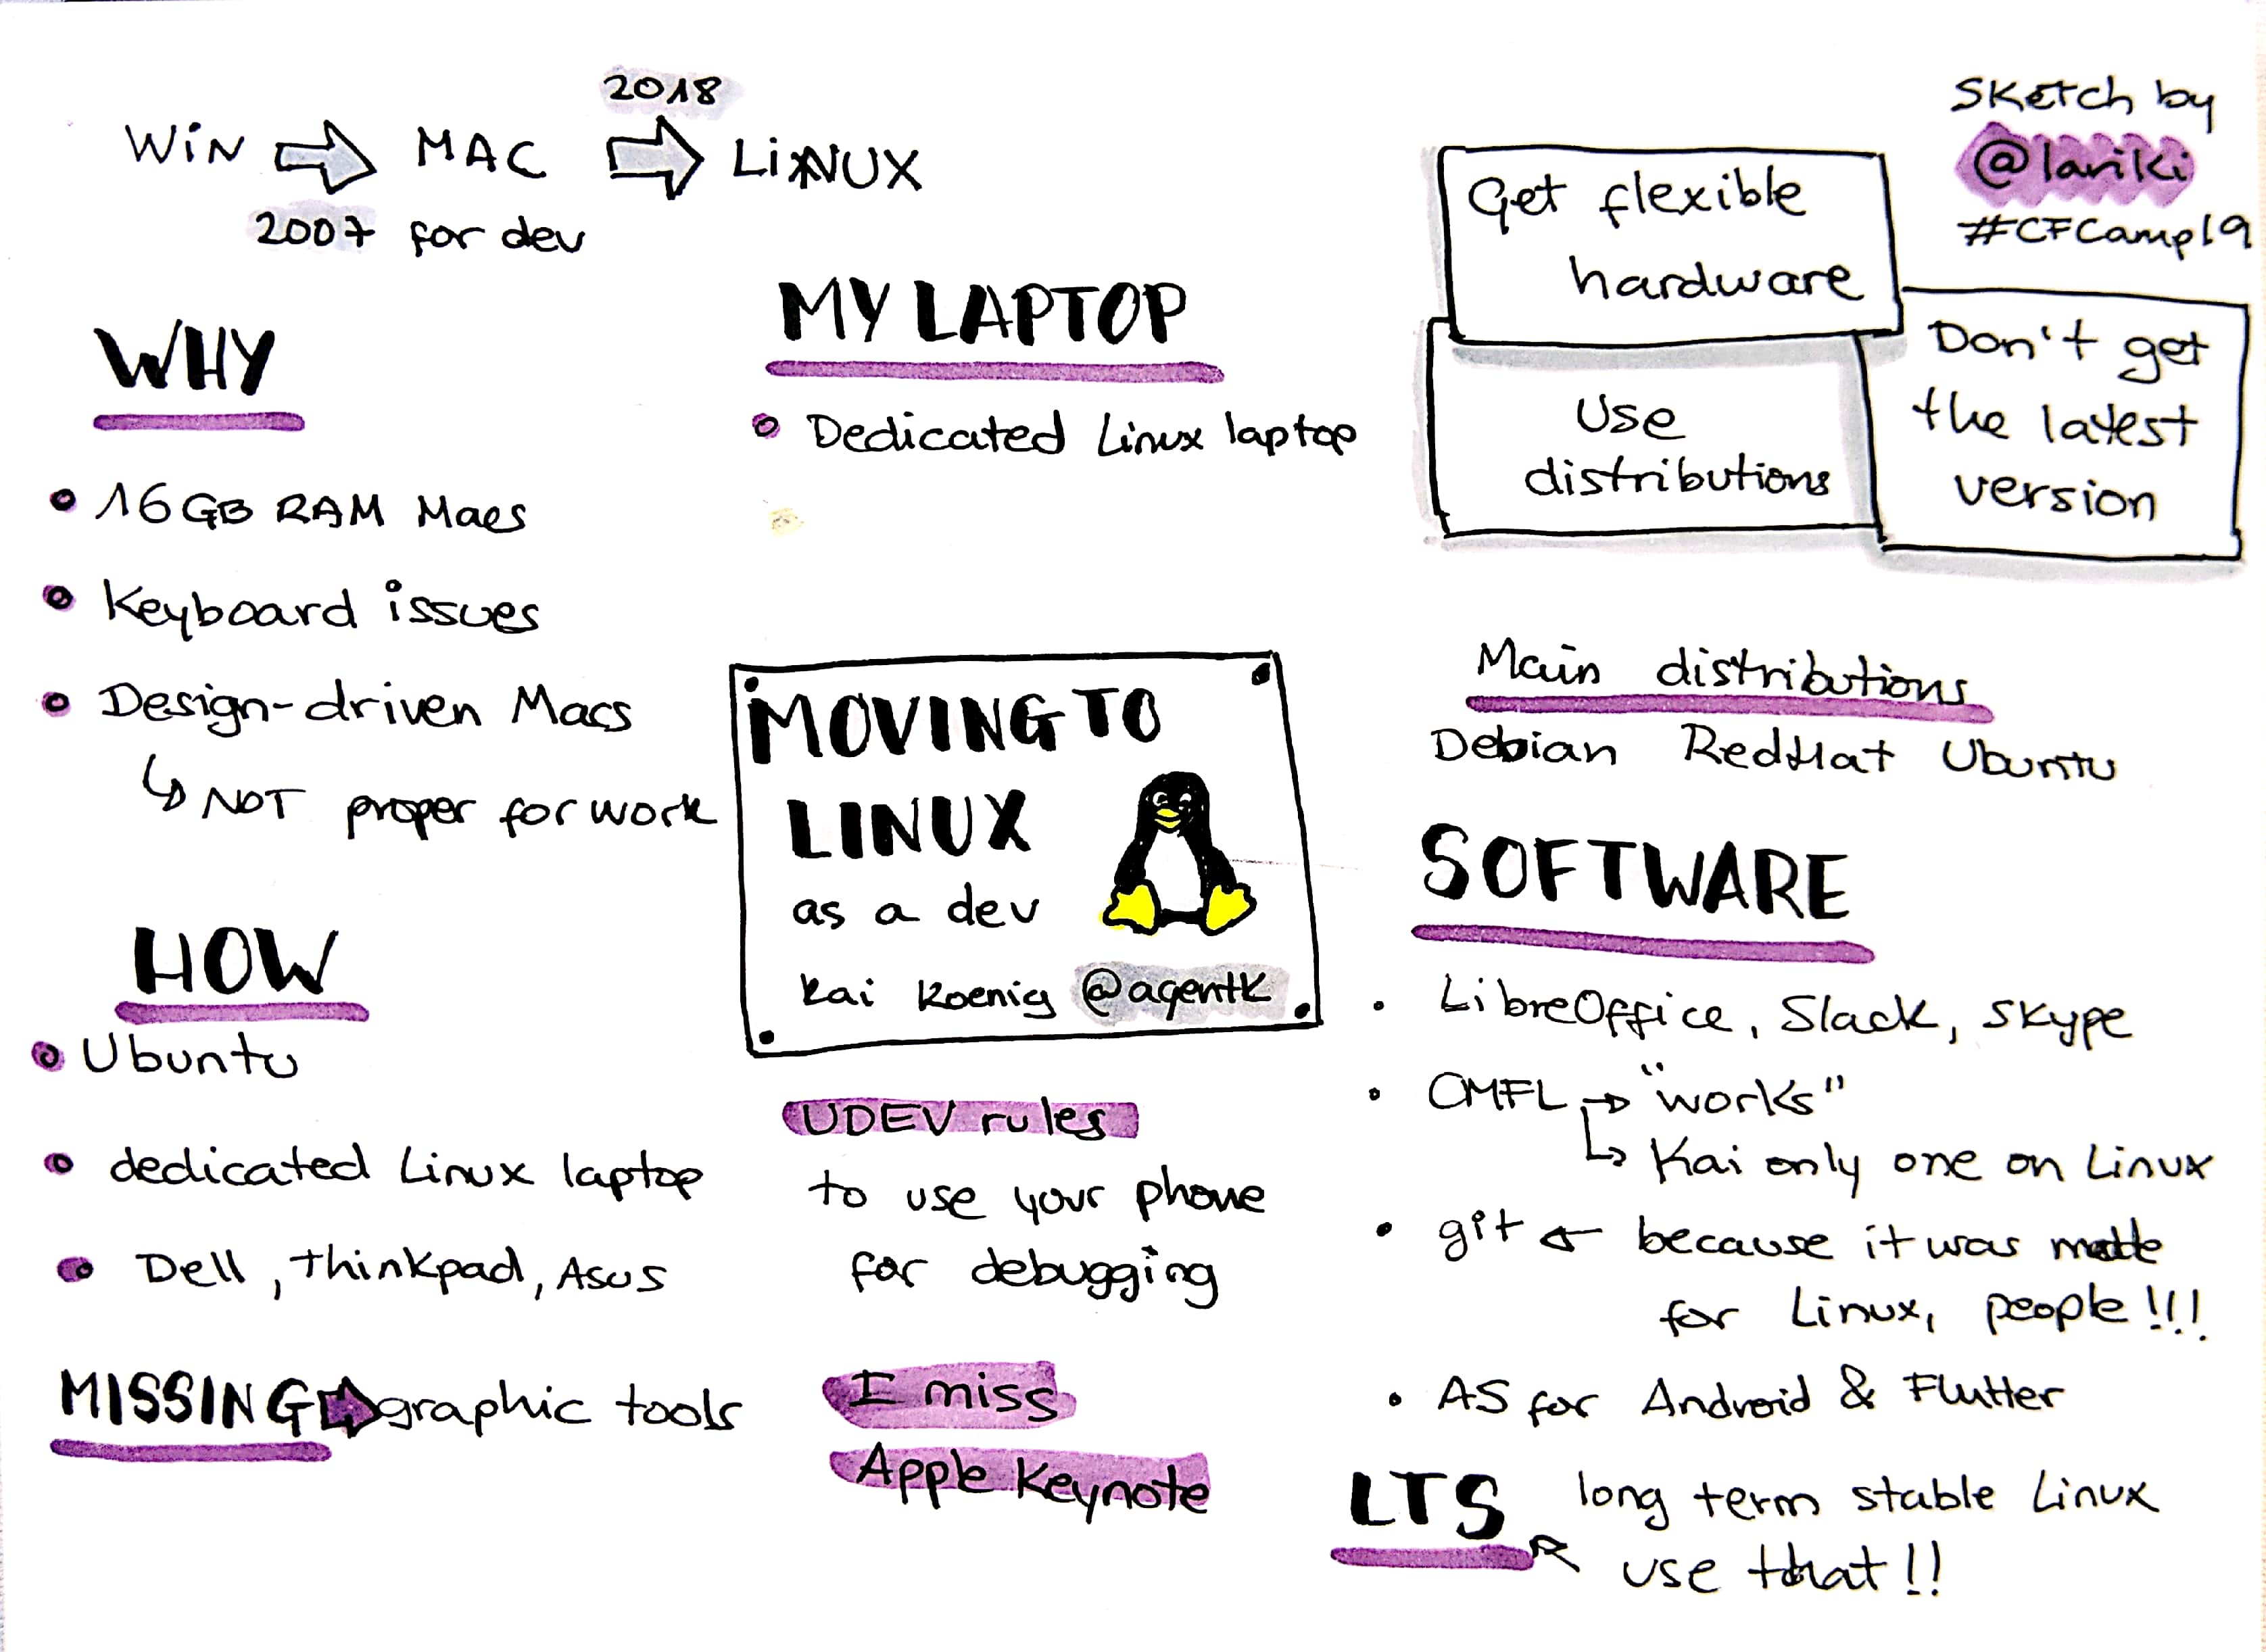 2018
WiN MAC LiNUX
2007 for dev
WHY
16GB RAM Macs
Keyboard issues
Design-driven Macs
NOT proper for work
HOW
Ubuntu
dedicated Linux laptop
Dell, Thinkpad, Asus
MISSING graphic tools
MY LAPTOP
Dedicated Linux laptop
MOVING TO
LINUX
as a dev
Kai Koenig @agentK
UDEV rules
to use your phone
for debugging
I miss
Apple Keynote
Sketch by
@lariki
#CFCamp19
Get flexible
hardware
Use
distributions
Don't get
the latest
version
Main distributions
Debian RedHat Ubuntu
SOFTWARE
LibreOffice, Slack, Skype
CMFL → "works"
Kai only one on Linux
git ← because it was made
for Linux, people!!!
AS for Android & Flutter
LTS long term stable Linux
use that!!